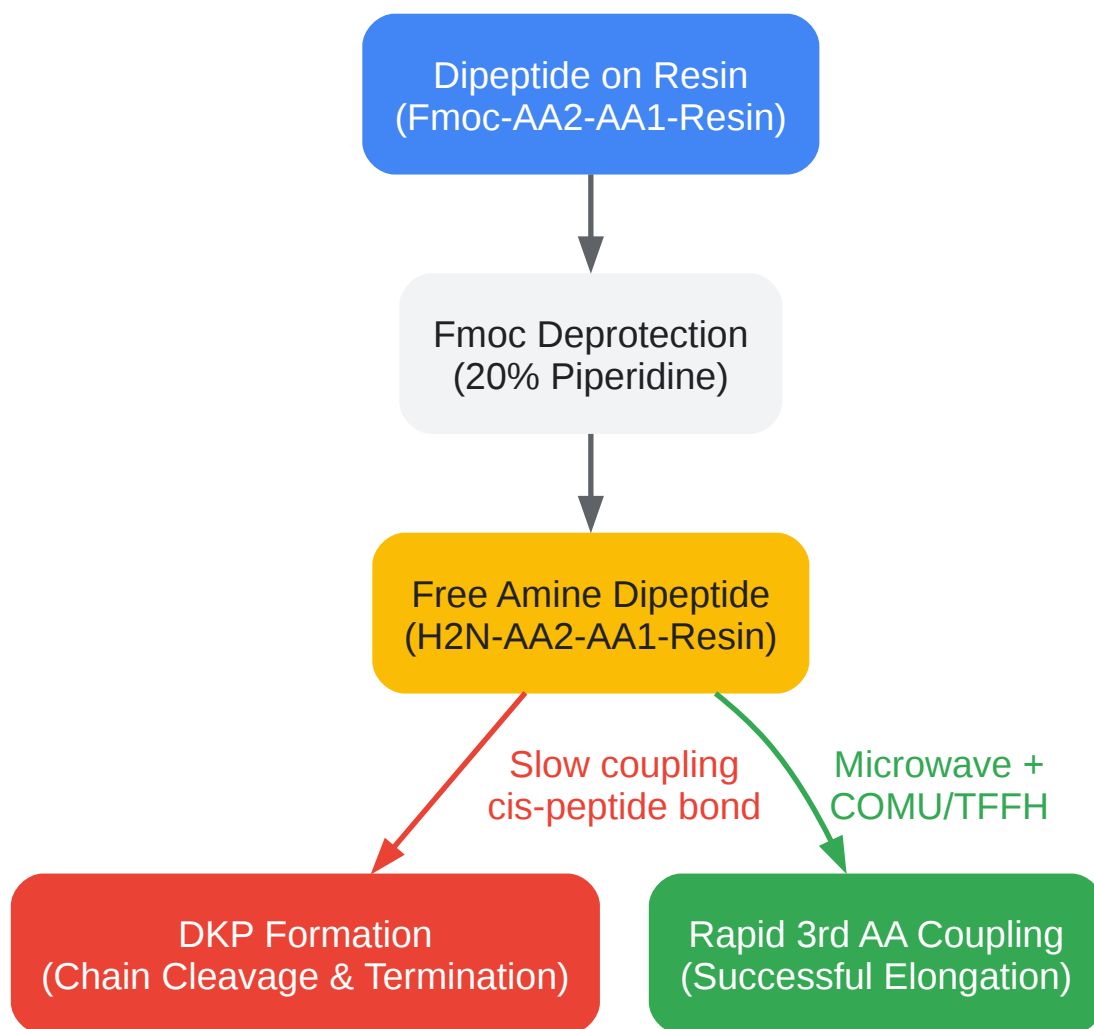 Dipeptide on Resin
(Fmoc-AA2-AA1-Resin)
Fmoc Deprotection
(20% Piperidine)
Free Amine Dipeptide
(H2N-AA2-AA1-Resin)
Slow coupling
cis-peptide bond
Microwave +
COMU/TFFH
DKP Formation
(Chain Cleavage & Termination)
Rapid 3rd AA Coupling
(Successful Elongation)